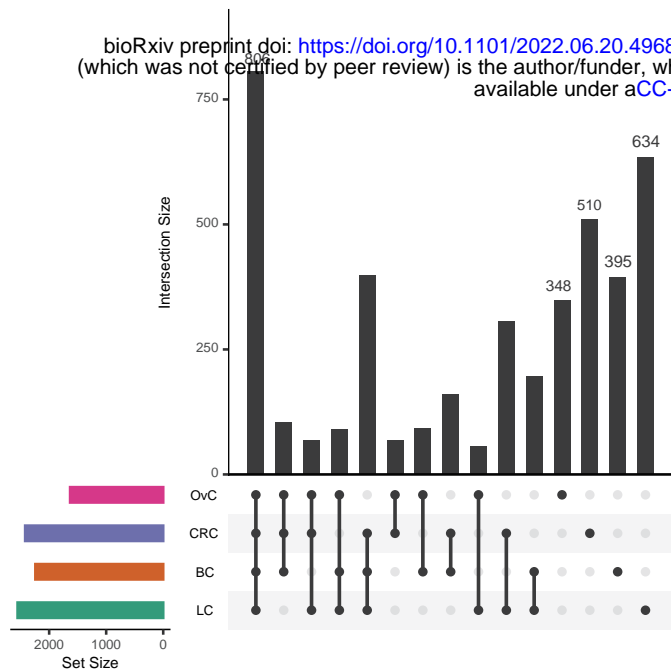 bioRxiv preprint doi: https://doi.org/10.1101/2022.06.20.4968
(which was not certified by peer review) is the author/funder, wh
available under aCC-
806
750
634
510
500
395
348
250
0
Intersection Size
OvC
CRC
BC
LC
2000 1000 0
Set Size